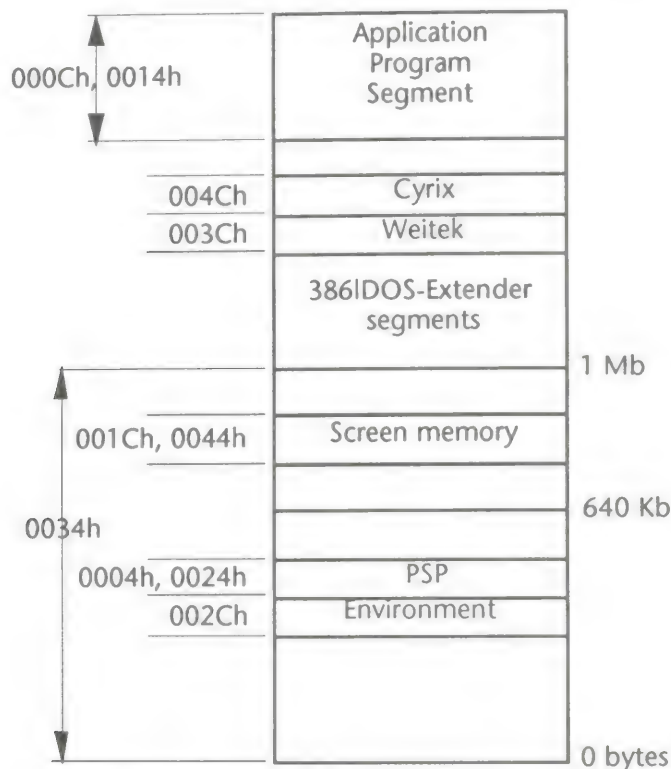 Application
Program
Segment
000Ch, 0014h
004Ch
Cyrix
003Ch
Weitek
386|DOS-Extender
segments
1 Mb
001Ch, 0044h
Screen memory
640 Kb
0034h
0004h, 0024h
PSP
002Ch
Environment
0 bytes